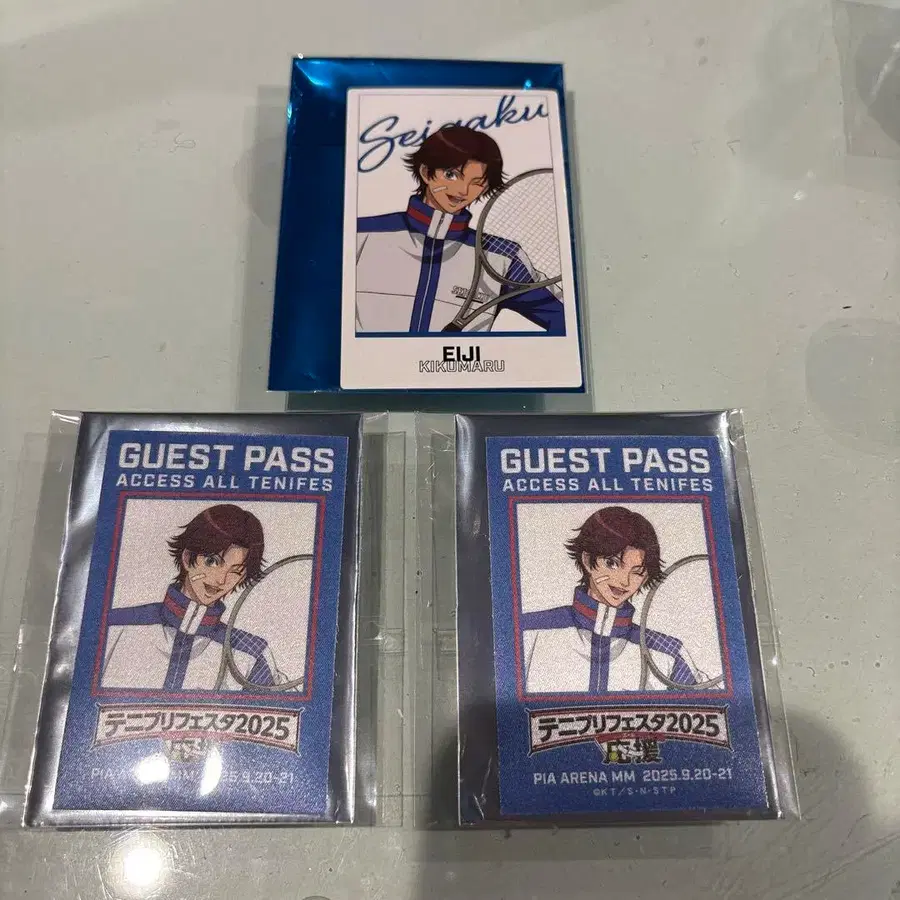 Seigaku
EIJI
KIKUMARU
GUEST PASS
ACCESS ALL TENIFES
テニプリフェスタ2025
応援
PIA ARENA MM 2025.9.20-21
GUEST PASS
ACCESS ALL TENIFES
テニプリフェスタ2025
応援
PIA ARENA MM 2025.9.20-21
©KT/S・N-STP